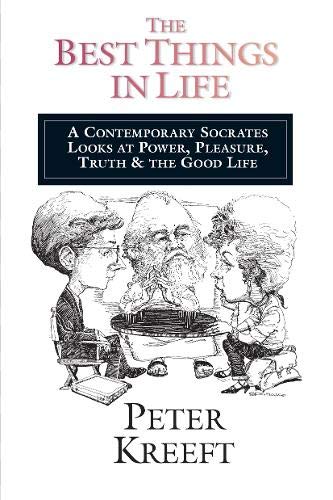 The
Best Things
in Life
A Contemporary Socrates
Looks at Power, Pleasure,
Truth & the Good Life
Peter
Kreeft